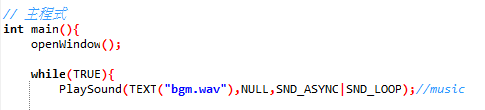 // 主程式
int main(){
openWindow();
while(TRUE){
PlaySound(TEXT("bgm.wav"),NULL,SND_ASYNC|SND_LOOP);//music